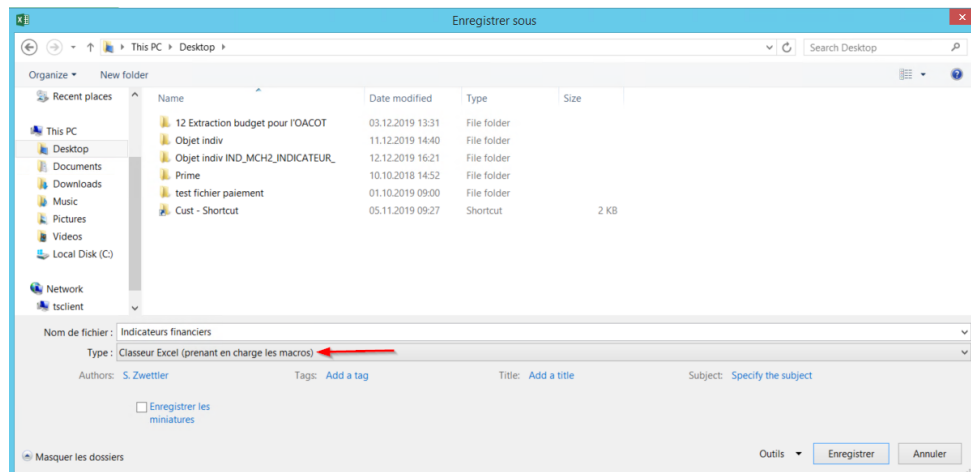 Enregistrer sous
This PC Desktop Search Desktop
Organize New folder
Recent places Name Date modified Type Size
12 Extraction budget pour l'OACOT 03.12.2019 13:31 File folder
This PC
Objet indiv 11.12.2019 14:40 File folder
Desktop
Objet indiv IND_MCH2_INDICATEUR_ 12.12.2019 16:21 File folder
Documents
Prime 10.10.2018 14:52 File folder
Downloads
test fichier paiement 01.10.2019 09:00 File folder
Music
Cust - Shortcut 05.11.2019 09:27 Shortcut 2 KB
Pictures
Videos
Local Disk (C:)
Network
tsclient
Nom de fichier : Indicateurs financiers
Type : Classeur Excel (prenant en charge les macros)
Authors: S. Zwettler Tags: Add a tag Title: Add a title Subject: Specify the subject
Enregistrer les
miniatures
Masquer les dossiers Outils Enregistrer Annuler